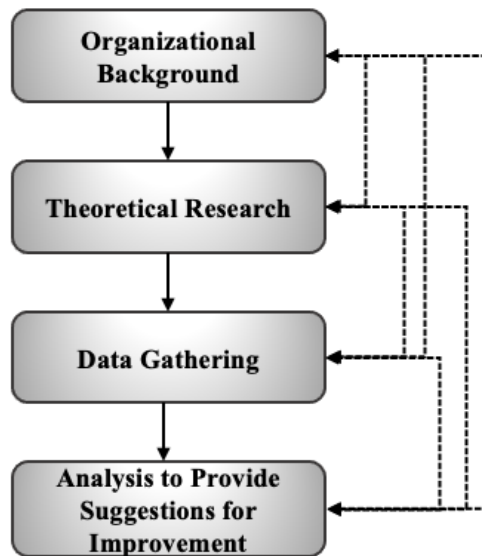 Organizational
Background
Theoretical Research
Data Gathering
Analysis to Provide
Suggestions for
Improvement